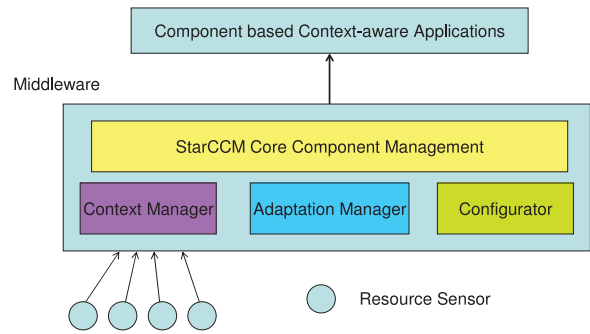 Component based Context-aware Applications
Middleware
StarCCM Core Component Management
Context Manager
Adaptation Manager
Configurator
Resource Sensor